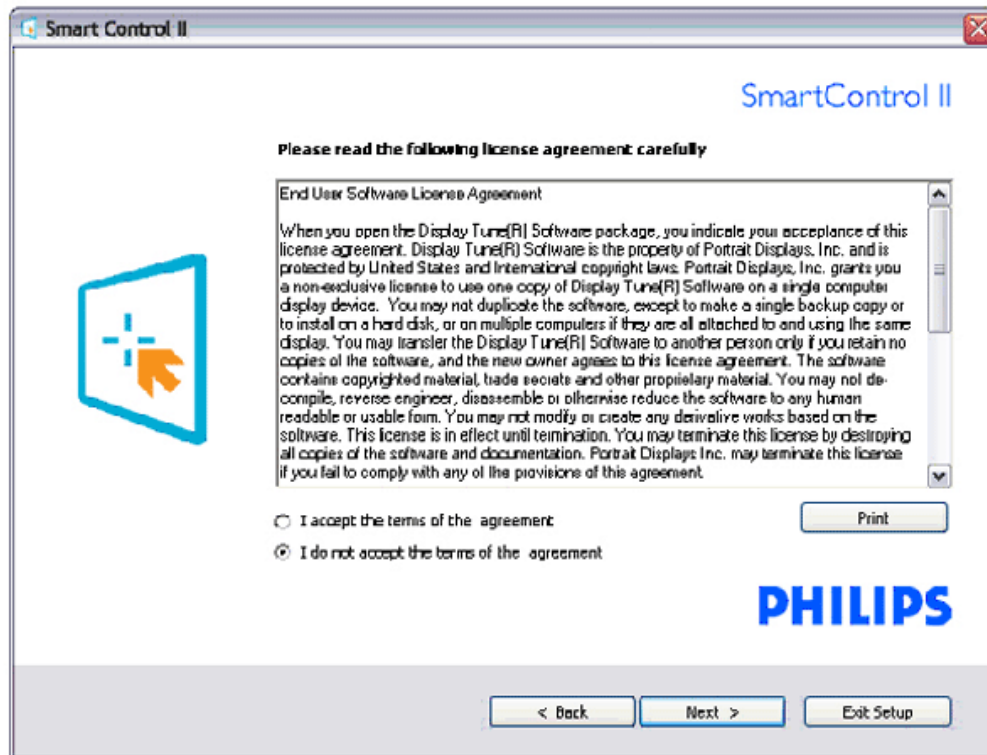 Smart Control II
SmartControl II
Please read the following license agreement carefully
End User Software License Agreement
When you open the Display Tune(R) Software package, you indicate your acceptance of this
license agreement. Display Tune(R) Software is the property of Portrait Displays, Inc. and is
protected by United States and International copyright laws. Portrait Displays, Inc. grants you
a non-exclusive license to use one copy of Display Tune(R) Software on a single computer
display device. You may not duplicate the software, except to make a single backup copy or
to install on a hard disk, or on multiple computers if they are all attached to and using the same
display. You may transfer the Display Tune(R) Software to another person only if you retain no
copies of the software, and the new owner agrees to this license agreement. The software
contains copyrighted material, trade secrets and other proprietary material. You may not de-
compile, reverse engineer, disassemble or otherwise reduce the software to any human
readable or usable form. You may not modify or create any derivative works based on the
software. This license is in effect until termination. You may terminate this license by destroying
all copies of the software and documentation. Portrait Displays Inc. may terminate this license
if you fail to comply with any of the provisions of this agreement.
I accept the terms of the agreement
Print
I do not accept the terms of the agreement
PHILIPS
< Back
Next >
Exit Setup